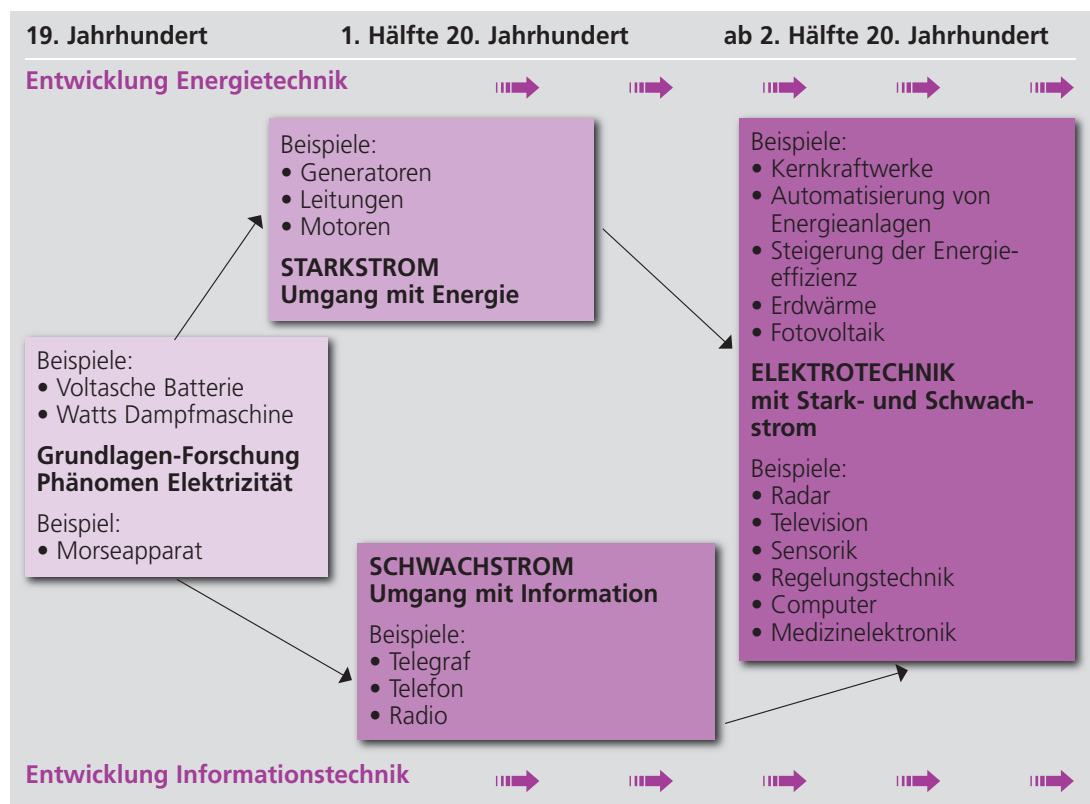 19. Jahrhundert 1. Hälfte 20. Jahrhundert ab 2. Hälfte 20. Jahrhundert
Entwicklung Energietechnik
Beispiele:
• Generatoren
• Leitungen
• Motoren
STARKSTROM
Umgang mit Energie
Beispiele:
• Voltasche Batterie
• Watts Dampfmaschine
Grundlagen-Forschung
Phänomen Elektrizität
Beispiel:
• Morseapparat
SCHWACHSTROM
Umgang mit Information
Beispiele:
• Telegraf
• Telefon
• Radio
Beispiele:
• Kernkraftwerke
• Automatisierung von
Energieanlagen
• Steigerung der Energie-
effizienz
• Erdwärme
• Fotovoltaik
ELEKTROTECHNIK
mit Stark- und Schwach-
strom
Beispiele:
• Radar
• Television
• Sensorik
• Regelungstechnik
• Computer
• Medizinelektronik
Entwicklung Informationstechnik